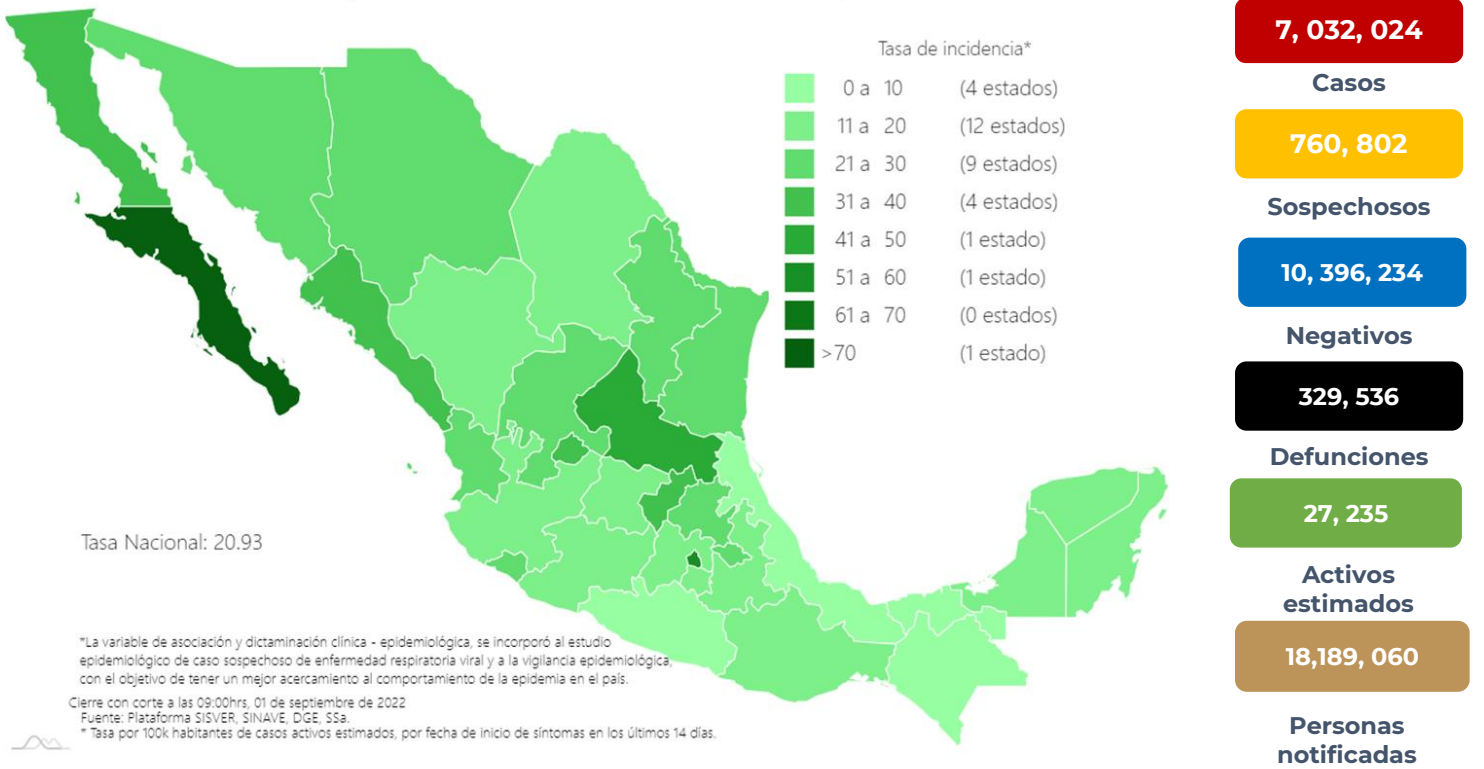 Tasa de incidencia*
0 a 10 (4 estados)
11 a 20 (12 estados)
21 a 30 (9 estados)
31 a 40 (4 estados)
41 a 50 (1 estado)
51 a 60 (1 estado)
61 a 70 (0 estados)
>70 (1 estado)
Tasa Nacional: 20.93
*La variable de asociación y dictaminación clínica - epidemiológica, se incorporó al estudio
epidemiológico de caso sospechoso de enfermedad respiratoria viral y a la vigilancia epidemiológica,
con el objetivo de tener un mejor acercamiento al comportamiento de la epidemia en el país.
Cierre con corte a las 09:00hrs, 01 de septiembre de 2022
Fuente: Plataforma SISVER, SINAVE, DGE, SSa.
* Tasa por 100k habitantes de casos activos estimados, por fecha de inicio de síntomas en los últimos 14 días.
7, 032, 024
Casos
760, 802
Sospechosos
10, 396, 234
Negativos
329, 536
Defunciones
27, 235
Activos
estimados
18,189, 060
Personas
notificadas